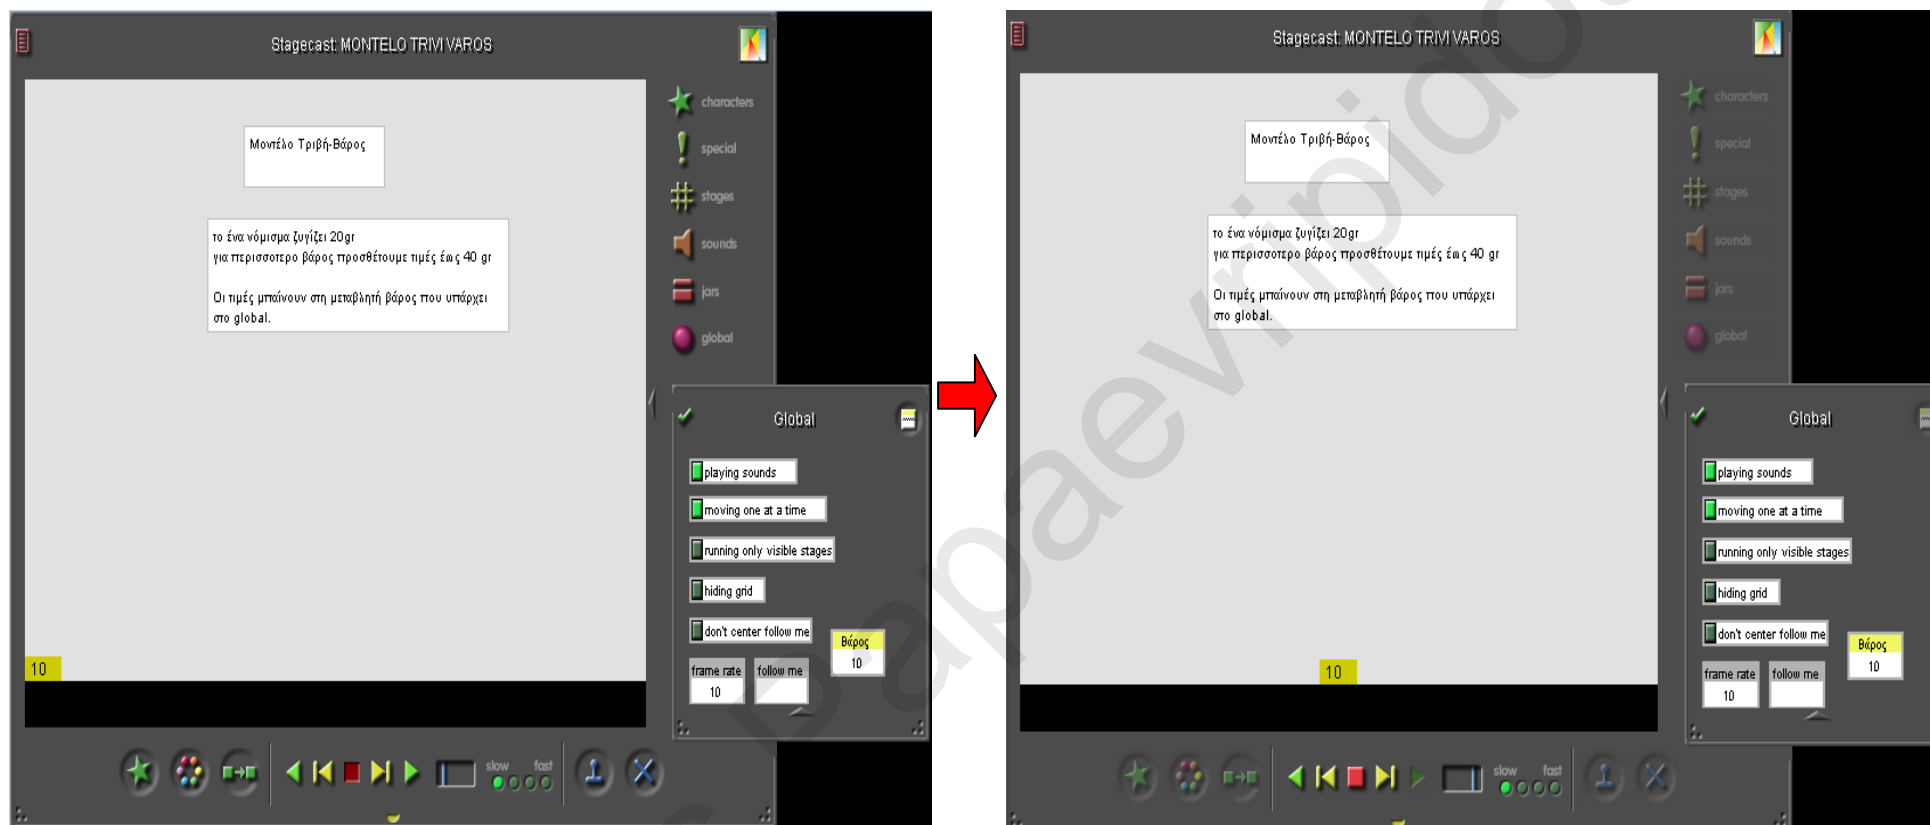 Stagecast: MONTELO TRIVI VAROS
characters
special
stages
sounds
jars
global
Μοντέλο Τριβή-Βάρος
το ένα νόμισμα ζυγίζει 20gr
για περισσοτερο βάρος προσθέτουμε τιμές έως 40 gr
Οι τιμές μπαίνουν στη μεταβλητή βάρος που υπάρχει
στο global.
10
Global
playing sounds
moving one at a time
running only visible stages
hiding grid
don't center follow me
Βάρος
10
frame rate
10
follow me
slow fast
Stagecast: MONTELO TRIVI VAROS
characters
special
stages
sounds
jars
global
Μοντέλο Τριβή-Βάρος
το ένα νόμισμα ζυγίζει 20gr
για περισσοτερο βάρος προσθέτουμε τιμές έως 40 gr
Οι τιμές μπαίνουν στη μεταβλητή βάρος που υπάρχει
στο global.
10
Global
playing sounds
moving one at a time
running only visible stages
hiding grid
don't center follow me
Βάρος
10
frame rate
10
follow me
slow fast